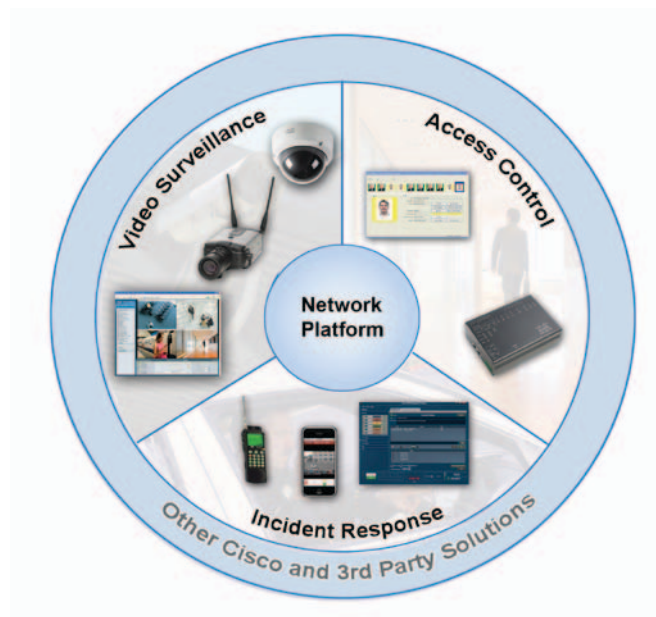 Video Surveillance
Access Control
Network
Platform
Incident Response
Other Cisco and 3rd Party Solutions